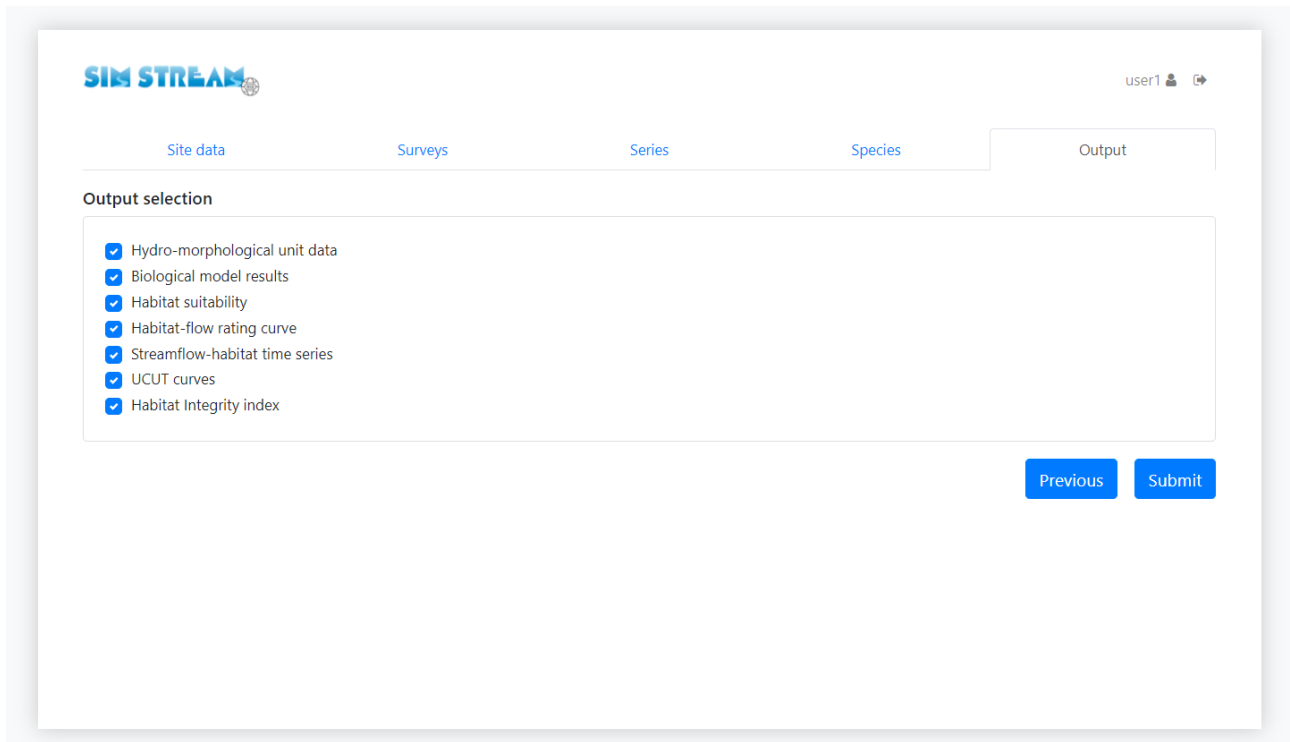 SIM STREAM
user1
Site data
Surveys
Series
Species
Output
Output selection
Hydro-morphological unit data
Biological model results
Habitat suitability
Habitat-flow rating curve
Streamflow-habitat time series
UCUT curves
Habitat Integrity index
Previous
Submit